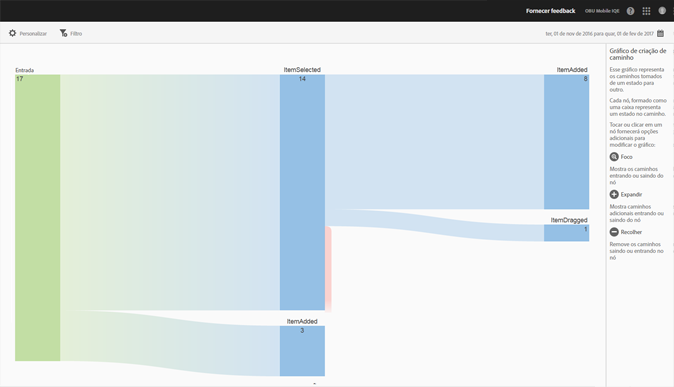 Fornecer feedback
OBU Mobile IQE
Personalizar
Filtro
ter, 01 de nov de 2016 para quar, 01 de fev de 2017
Entrada
17
ItemSelected
14
ItemAdded
8
ItemDragged
1
ItemAdded
3
Gráfico de criação de
caminho
Esse gráfico representa
os caminhos tomados
de um estado para
outro.
Cada nó, formado como
uma caixa representa
um estado no caminho.
Tocar ou clicar em um
nó fornecerá opções
adicionais para
modificar o gráfico:
Foco
Mostra os caminhos
entrando ou saindo do
nó
Expandir
Mostra caminhos
adicionais entrando ou
saindo do nó
Recolher
Remove os caminhos
saindo ou entrando no
nó